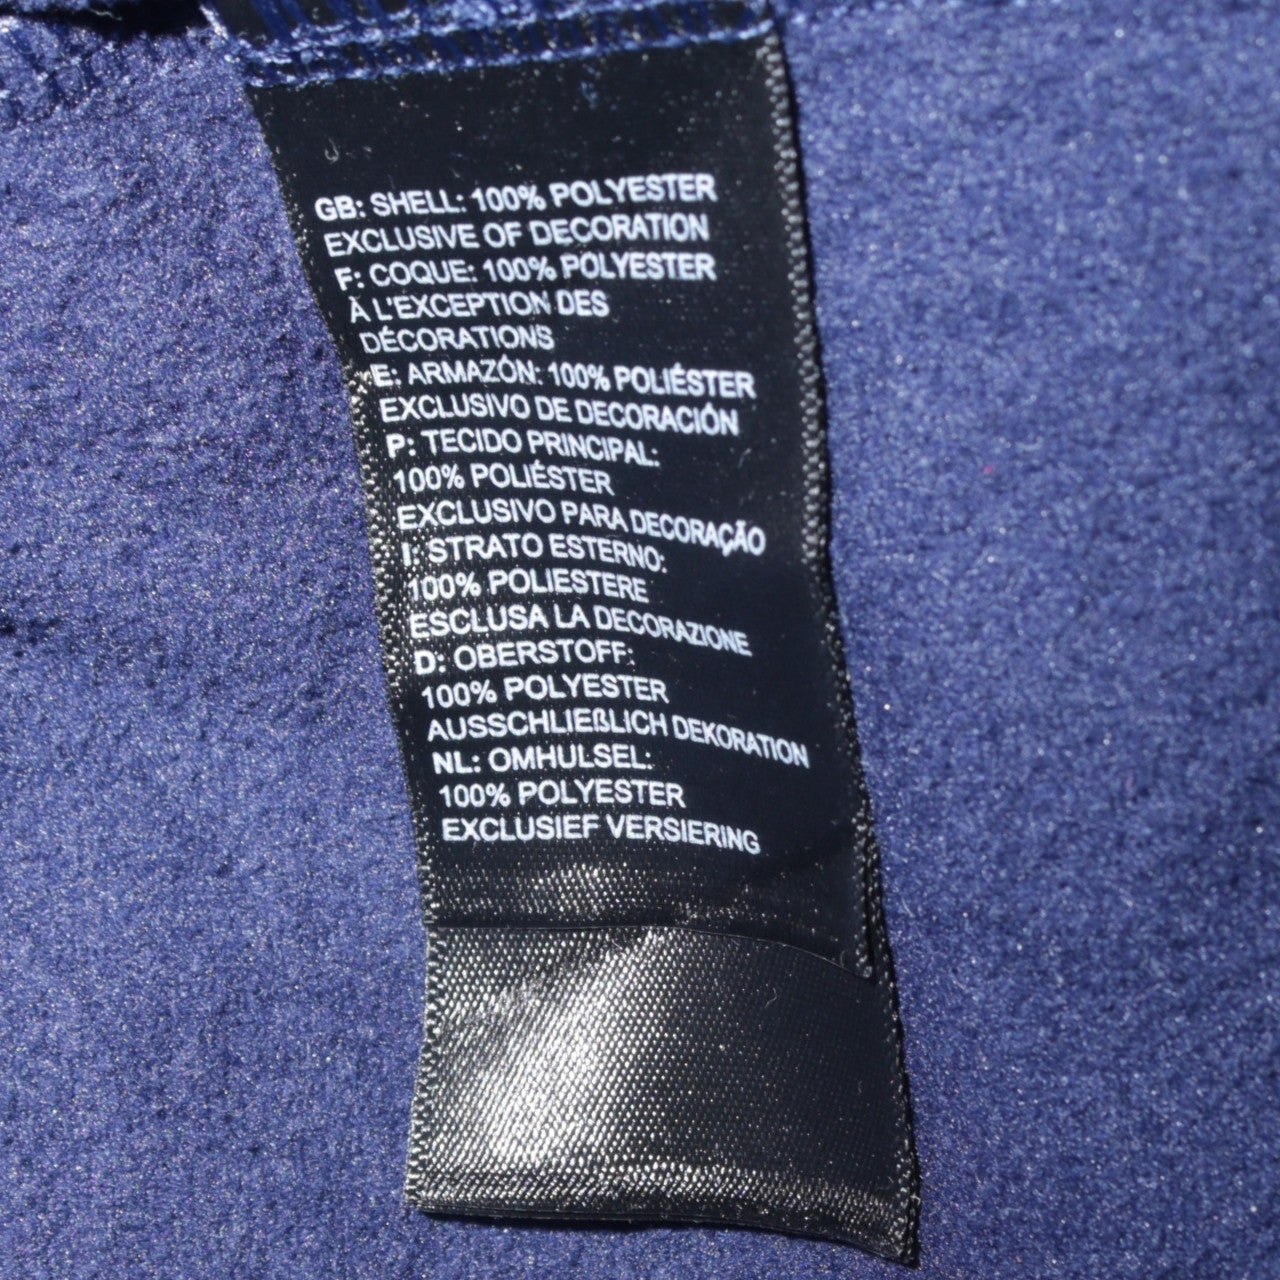 GB: SHELL: 100% POLYESTER
EXCLUSIVE OF DECORATION
F: COQUE: 100% POLYESTER
À L'EXCEPTION DES
DÉCORATIONS
E: ARMAZÓN: 100% POLIÉSTER
EXCLUSIVO DE DECORACIÓN
P: TECIDO PRINCIPAL:
100% POLIÉSTER
EXCLUSIVO PARA DECORAÇÃO
I: STRATO ESTERNO:
100% POLIESTERE
ESCLUSA LA DECORAZIONE
D: OBERSTOFF:
100% POLYESTER
AUSSCHLIEßLICH DEKORATION
NL: OMHULSEL:
100% POLYESTER
EXCLUSIEF VERSIERING